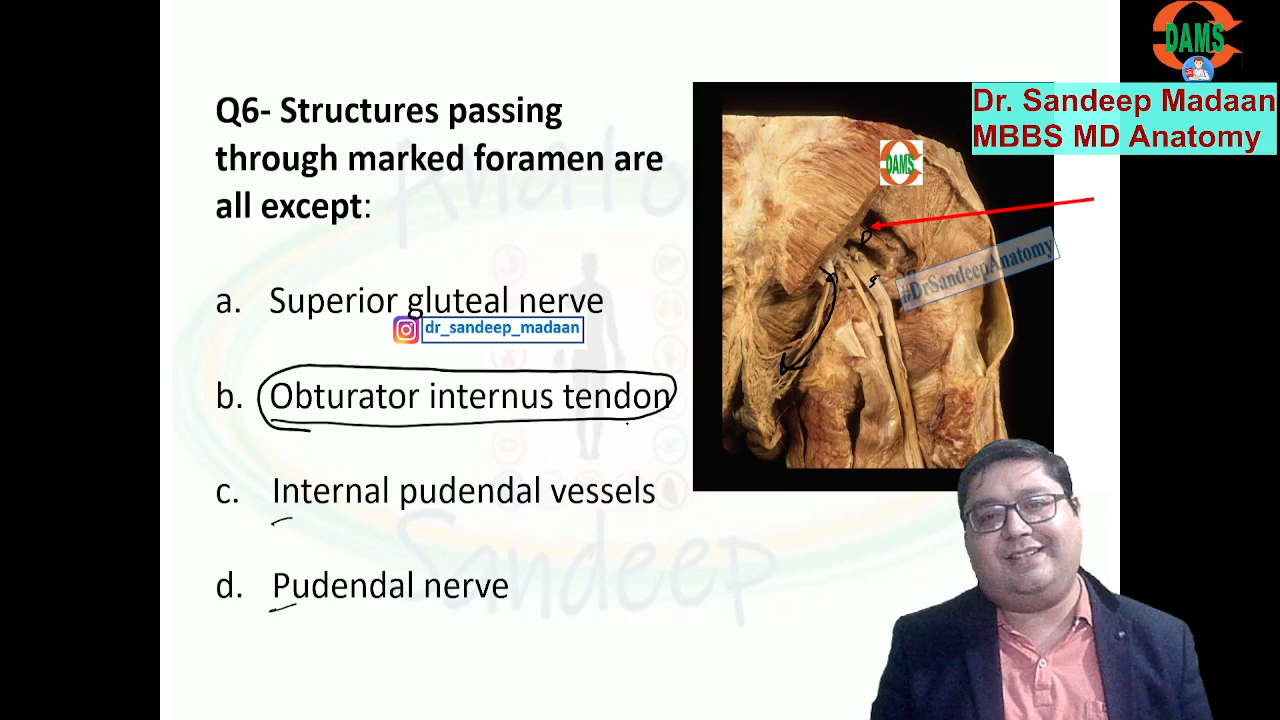 DAMS
Dr. Sandeep Madaan
MBBS MD Anatomy
Q6- Structures passing
through marked foramen are
all except:
DAMS
#DrSandeepAnatomy
a. Superior gluteal nerve
dr_sandeep_madaan
b. Obturator internus tendon
c. Internal pudendal vessels
d. Pudendal nerve
Sandeep